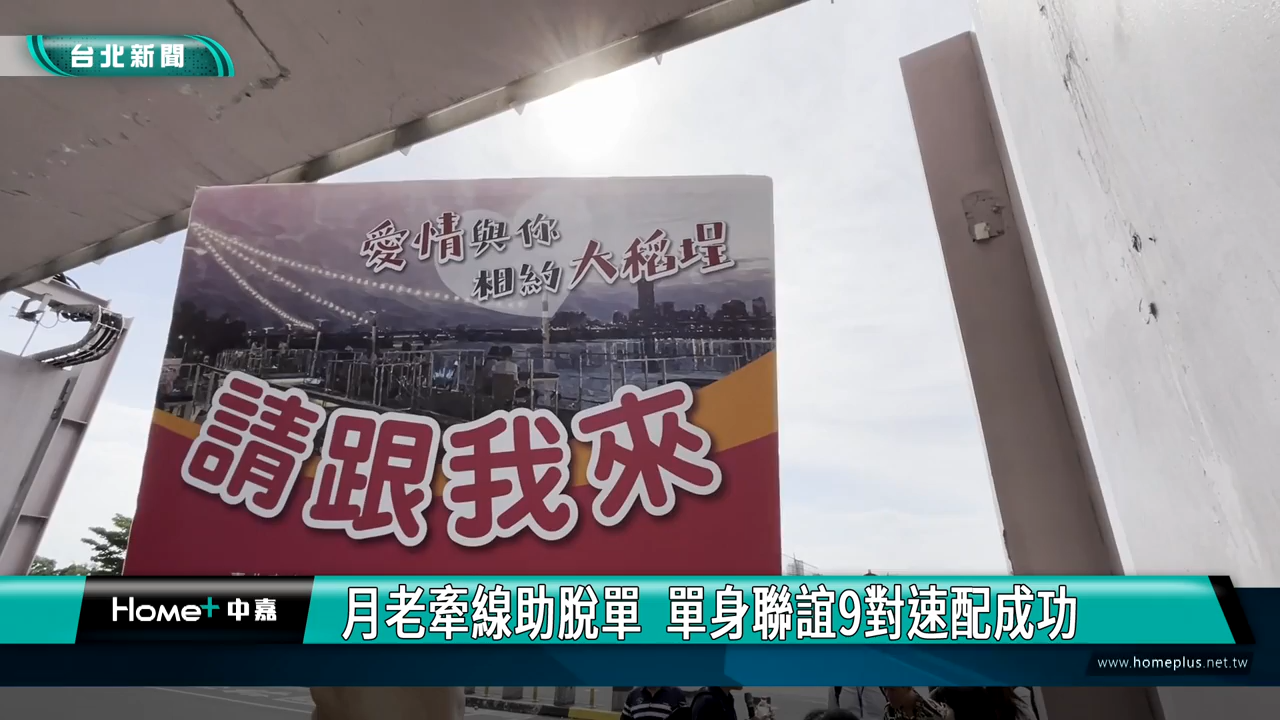 台北新聞
愛情與你
相約大稻埕
請跟我來
Home+中嘉
月老牽線助脫單 單身聯誼9對速配成功
www.homeplus.net.tw